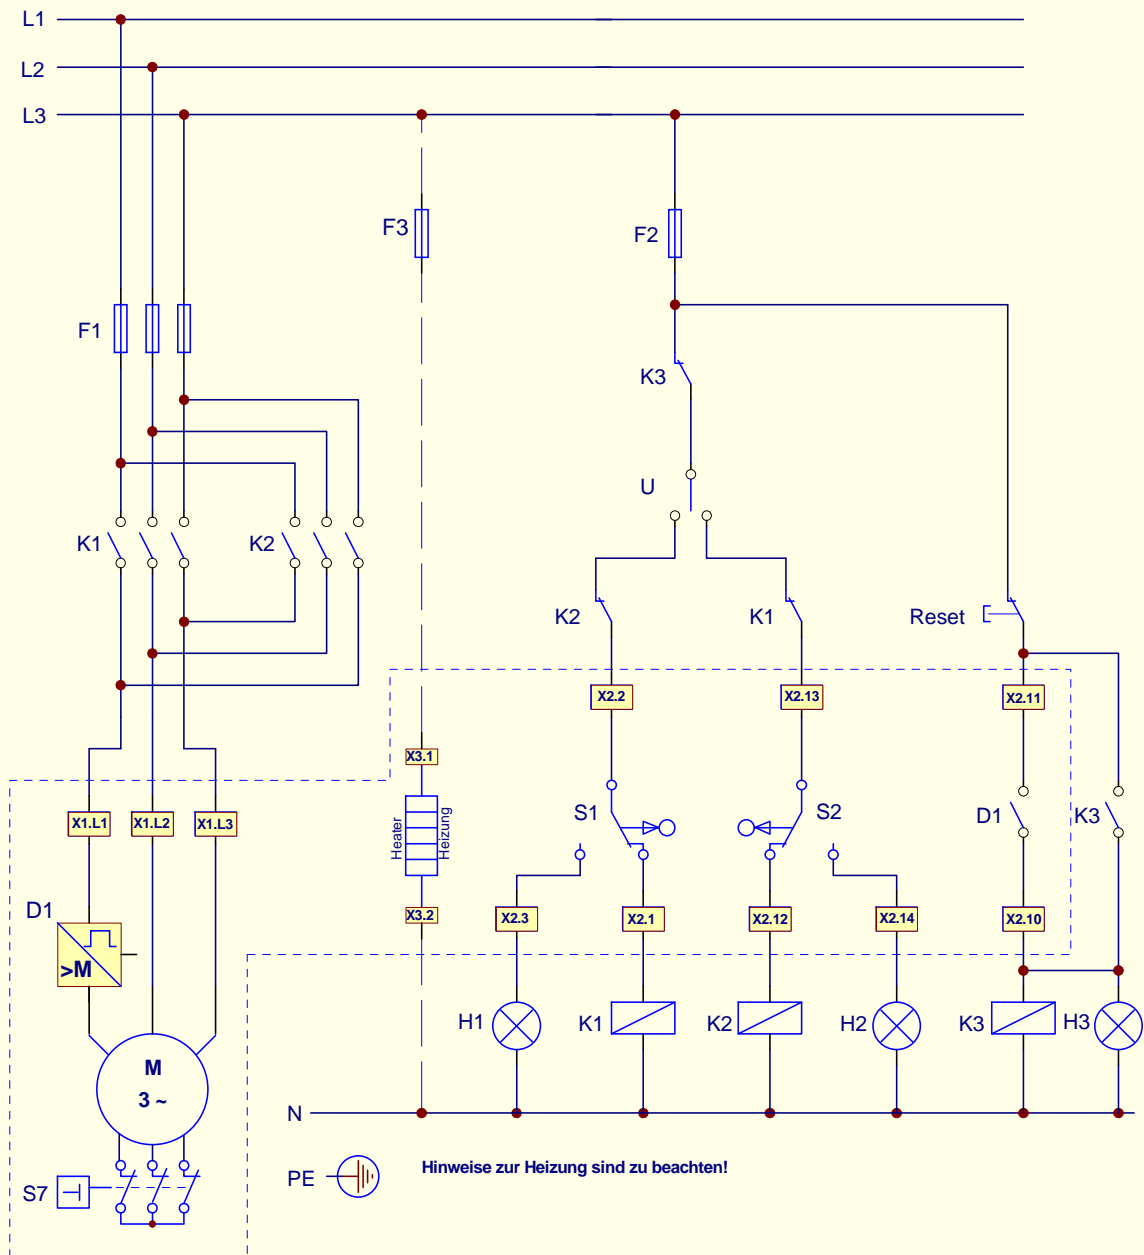 L1
L2
L3
F3
F2
F1
K3
U
K1
K2
K2
K1
Reset
X2.2
X2.13
X2.11
X3.1
S1
S2
D1
K3
X1.L1
X1.L2
X1.L3
Heater
Heizung
D1
X3.2
X2.3
X2.1
X2.12
X2.14
X2.10
>M
H1
K1
K2
H2
K3
H3
M
3 ~
N
PE
Hinweise zur Heizung sind zu beachten!
S7